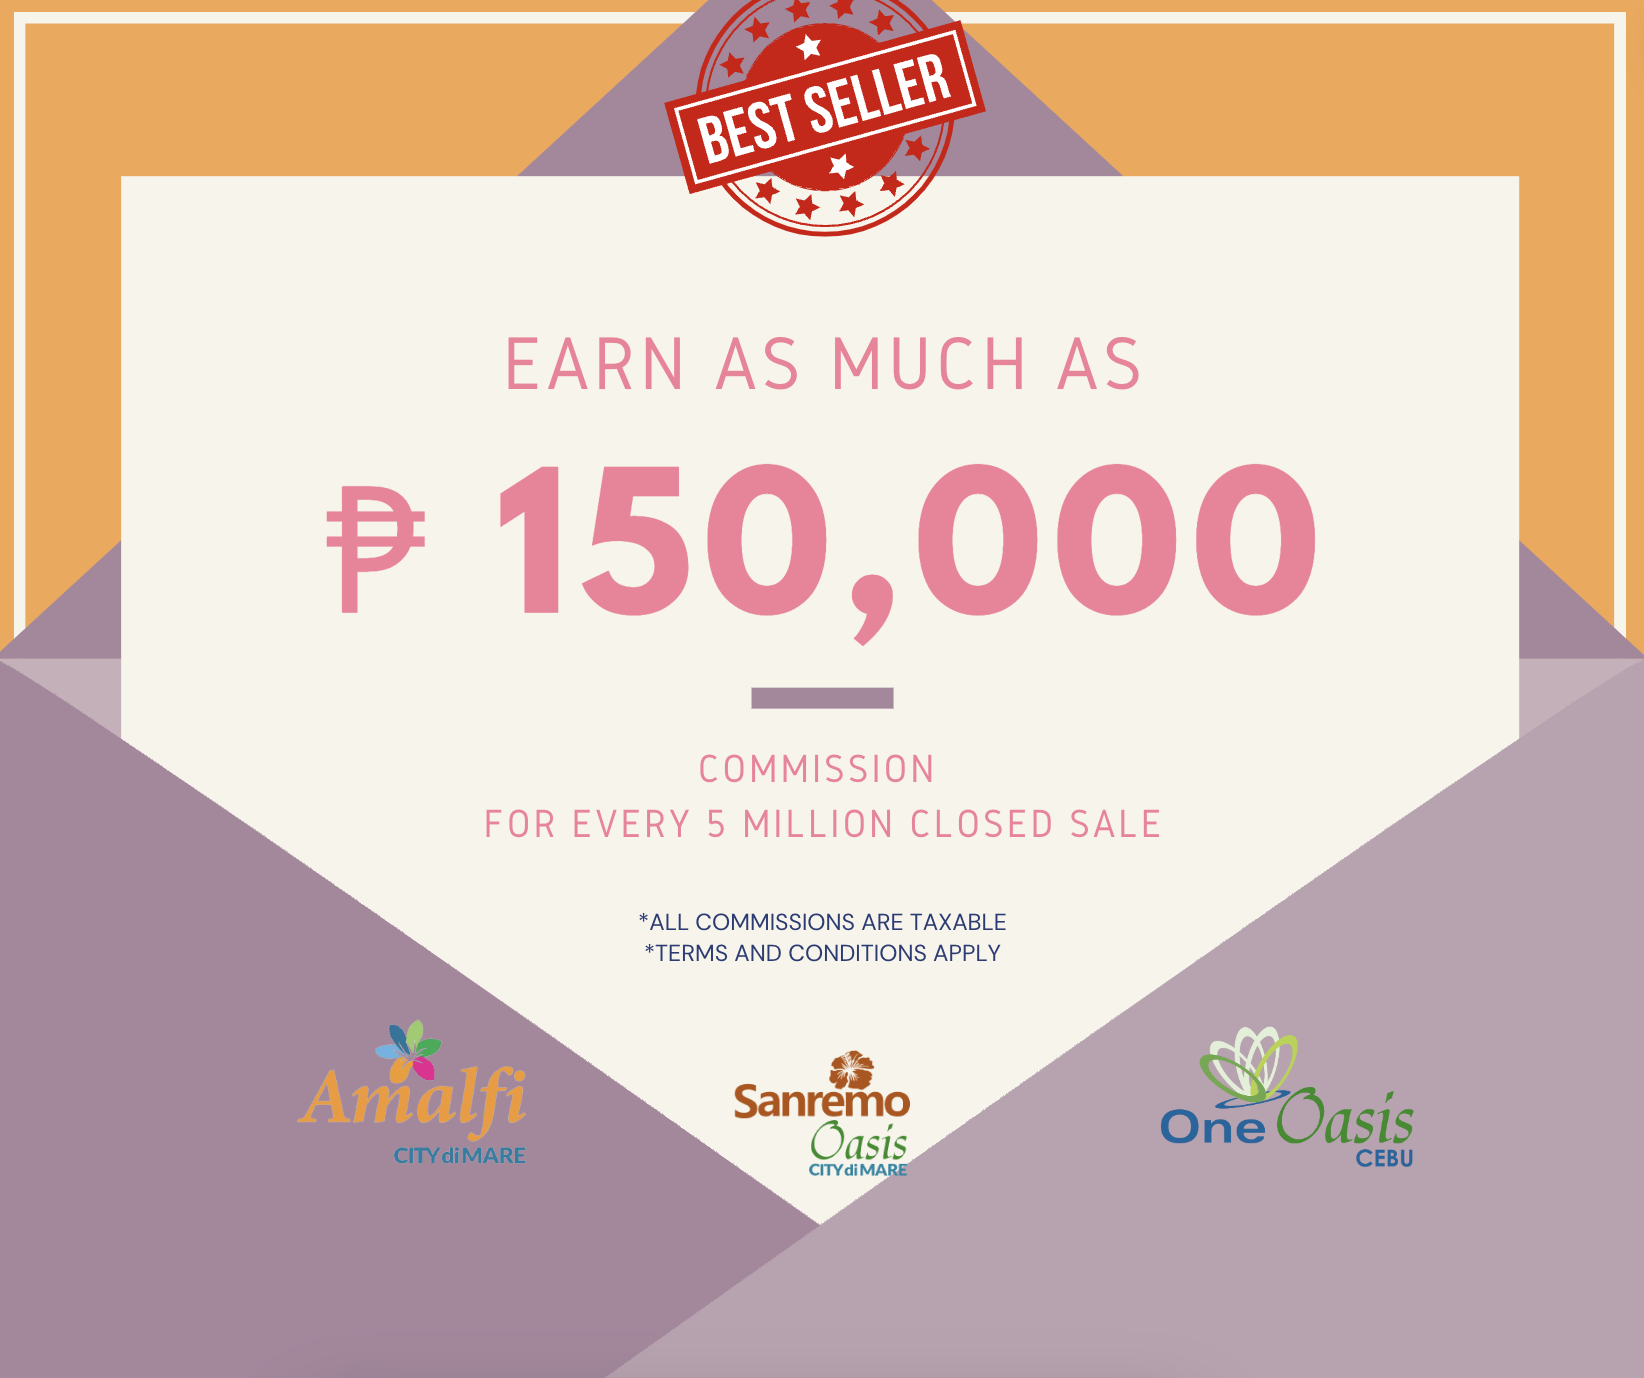 BEST SELLER
EARN AS MUCH AS
₱ 150,000
COMMISSION
FOR EVERY 5 MILLION CLOSED SALE
*ALL COMMISSIONS ARE TAXABLE
*TERMS AND CONDITIONS APPLY
Amalfi
CITY di MARE
Sanremo
Oasis
CITY di MARE
One Oasis
CEBU